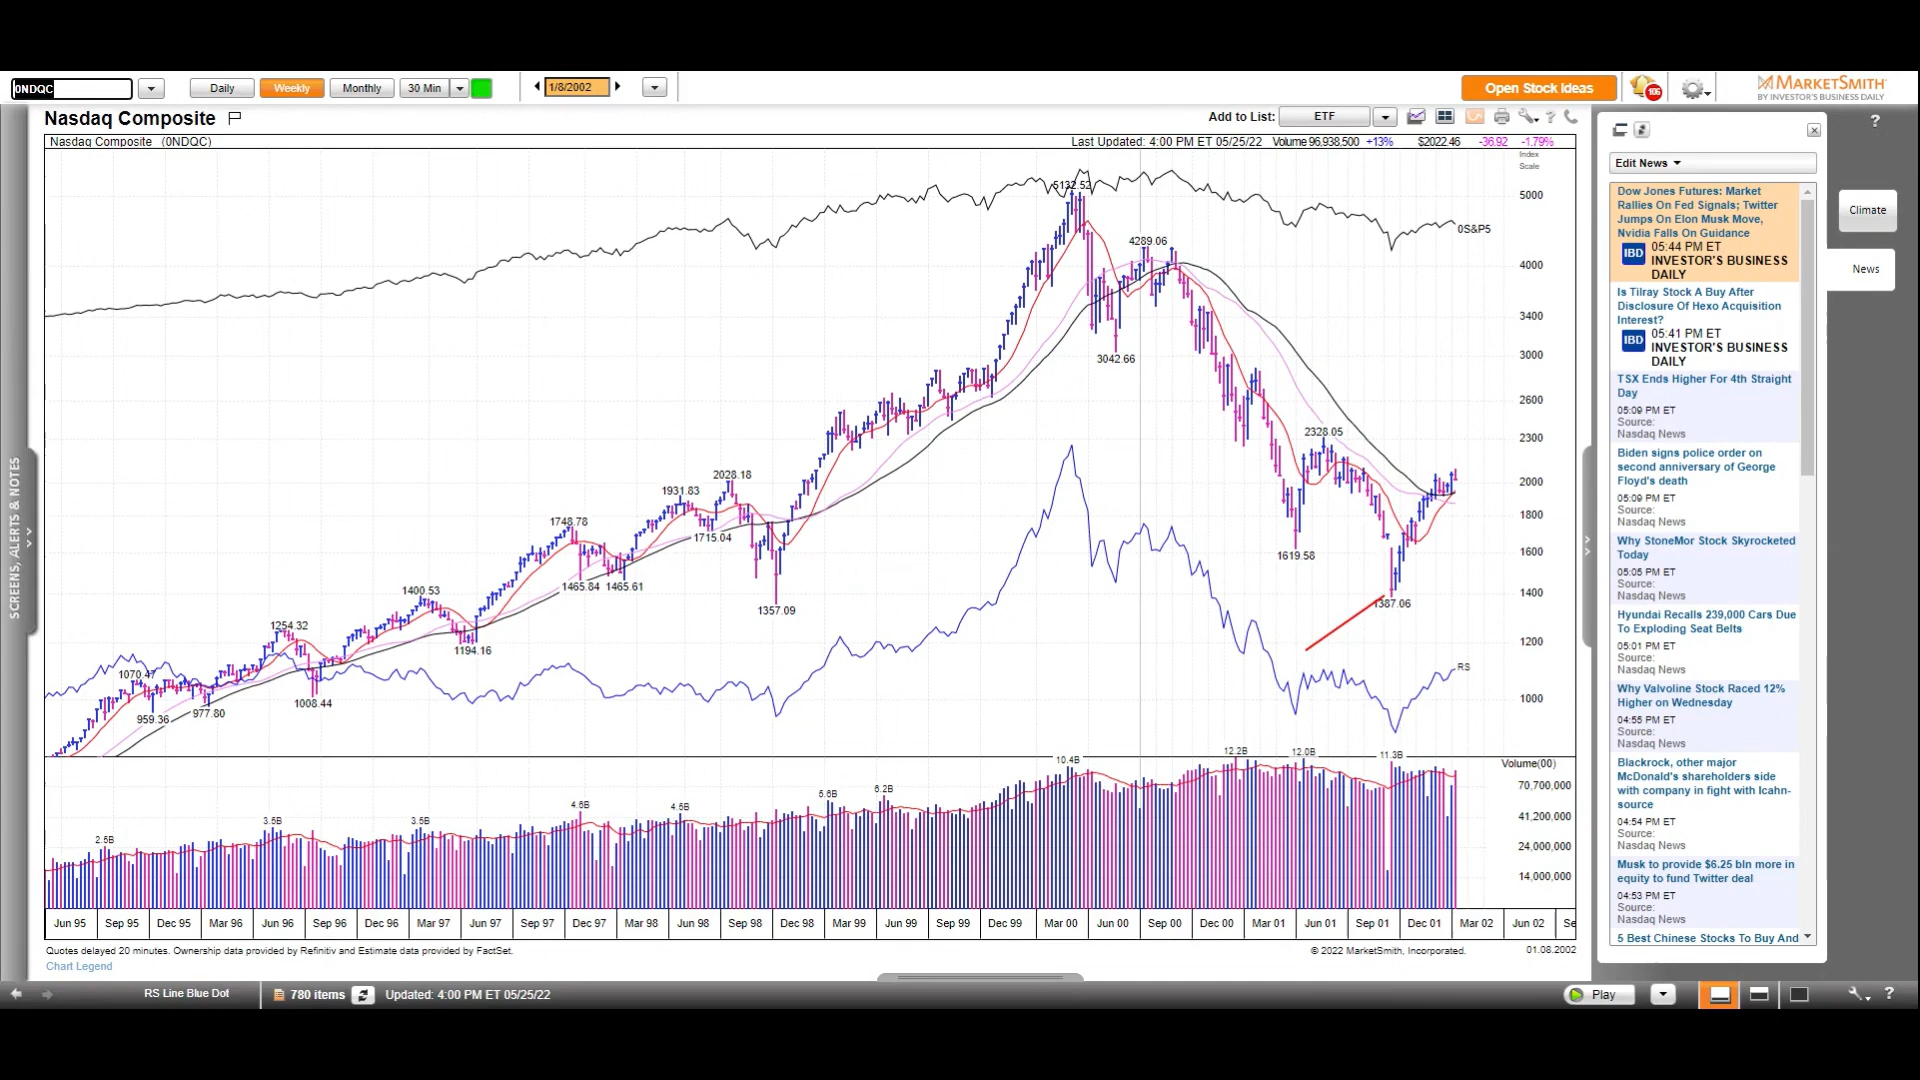 0NDQC
Daily
Weekly
Monthly
30 Min
1/8/2002
Open Stock Ideas
106
MARKETSMITH
BY INVESTOR'S BUSINESS DAILY
Nasdaq Composite
Add to List:
ETF
?
?
Nasdaq Composite (0NDQC)
Last Updated: 4:00 PM ET 05/25/22 Volume 96,938,500 +13% $2022.46 -36.92 -1.79%
Index
Scale
5132.52
5000
0S&P5
4289.06
4000
3400
3042.66
3000
2600
2328.05
2300
2028.18
2000
1931.83
1748.78
1800
1715.04
1619.58
1600
1465.84
1465.61
1400.53
1400
1387.06
1357.09
1254.32
1200
1194.16
RS
1070.47
1008.44
1000
977.80
959.36
Volume(00)
12.2B
12.0B
11.3B
10.4B
70,700,000
6.2B
5.6B
4.6B
4.5B
41,200,000
3.5B
3.5B
2.5B
24,000,000
14,000,000
Jun 95
Sep 95
Dec 95
Mar 96
Jun 96
Sep 96
Dec 96
Mar 97
Jun 97
Sep 97
Dec 97
Mar 98
Jun 98
Sep 98
Dec 98
Mar 99
Jun 99
Sep 99
Dec 99
Mar 00
Jun 00
Sep 00
Dec 00
Mar 01
Jun 01
Sep 01
Dec 01
Mar 02
Jun 02
Se
Quotes delayed 20 minutes. Ownership data provided by Refinitiv and Estimate data provided by FactSet.
© 2022 MarketSmith, Incorporated.
01.08.2002
Chart Legend
SCREENS, ALERTS & NOTES
Edit News
Dow Jones Futures: Market
Rallies On Fed Signals; Twitter
Jumps On Elon Musk Move,
Nvidia Falls On Guidance
IBD
05:44 PM ET
INVESTOR'S BUSINESS
DAILY
Is Tilray Stock A Buy After
Disclosure Of Hexo Acquisition
Interest?
IBD
05:41 PM ET
INVESTOR'S BUSINESS
DAILY
TSX Ends Higher For 4th Straight
Day
05:09 PM ET
Source:
Nasdaq News
Biden signs police order on
second anniversary of George
Floyd's death
05:09 PM ET
Source:
Nasdaq News
Why StoneMor Stock Skyrocketed
Today
05:05 PM ET
Source:
Nasdaq News
Hyundai Recalls 239,000 Cars Due
To Exploding Seat Belts
05:01 PM ET
Source:
Nasdaq News
Why Valvoline Stock Raced 12%
Higher on Wednesday
04:55 PM ET
Source:
Nasdaq News
Blackrock, other major
McDonald's shareholders side
with company in fight with Icahn-
source
04:54 PM ET
Source:
Nasdaq News
Musk to provide $6.25 bln more in
equity to fund Twitter deal
04:53 PM ET
Source:
Nasdaq News
5 Best Chinese Stocks To Buy And
Climate
News
RS Line Blue Dot
780 items
Updated: 4:00 PM ET 05/25/22
Play
?